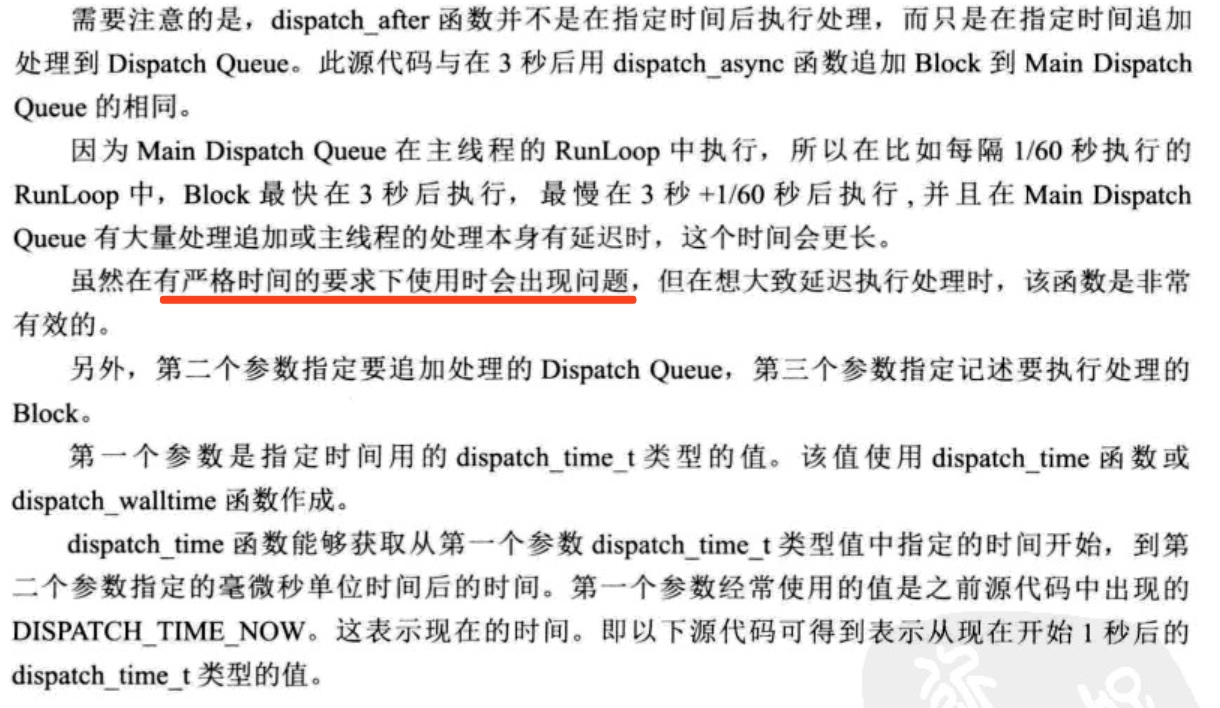 需要注意的是，dispatch_after 函数并不是在指定时间后执行处理，而只是在指定时间追加
处理到 Dispatch Queue。此源代码与在 3 秒后用 dispatch_async 函数追加 Block 到 Main Dispatch
Queue 的相同。
因为 Main Dispatch Queue 在主线程的 RunLoop 中执行，所以在比如每隔 1/60 秒执行的
RunLoop 中，Block 最快在 3 秒后执行，最慢在 3 秒 +1/60 秒后执行 , 并且在 Main Dispatch
Queue 有大量处理追加或主线程的处理本身有延迟时，这个时间会更长。
虽然在有严格时间的要求下使用时会出现问题，但在想大致延迟执行处理时，该函数是非常
有效的。
另外，第二个参数指定要追加处理的 Dispatch Queue，第三个参数指定记述要执行处理的
Block。
第一个参数是指定时间用的 dispatch_time_t 类型的值。该值使用 dispatch_time 函数或
dispatch_walltime 函数作成。
dispatch_time 函数能够获取从第一个参数 dispatch_time_t 类型值中指定的时间开始，到第
二个参数指定的毫微秒单位时间后的时间。第一个参数经常使用的值是之前源代码中出现的
DISPATCH_TIME_NOW。这表示现在的时间。即以下源代码可得到表示从现在开始 1 秒后的
dispatch_time_t 类型的值。